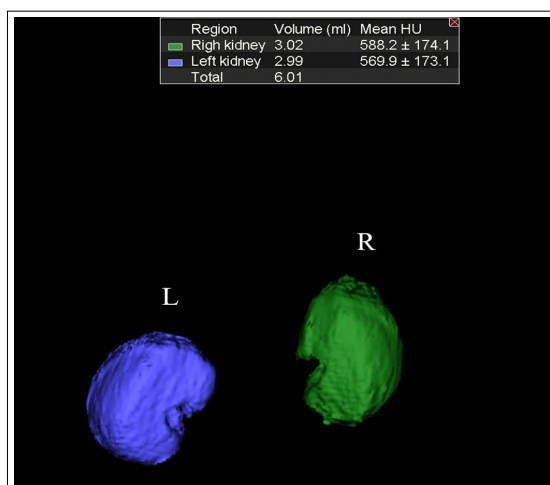 Region Volume (ml) Mean HU
Righ kidney 3.02 588.2 ± 174.1
Left kidney 2.99 569.9 ± 173.1
Total 6.01
R
L